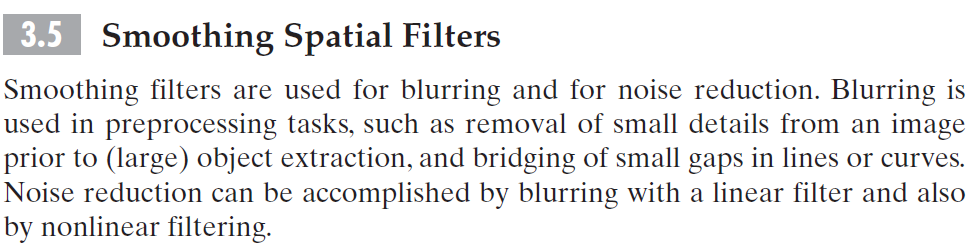 3.5 Smoothing Spatial Filters
Smoothing filters are used for blurring and for noise reduction. Blurring is
used in preprocessing tasks, such as removal of small details from an image
prior to (large) object extraction, and bridging of small gaps in lines or curves.
Noise reduction can be accomplished by blurring with a linear filter and also
by nonlinear filtering.